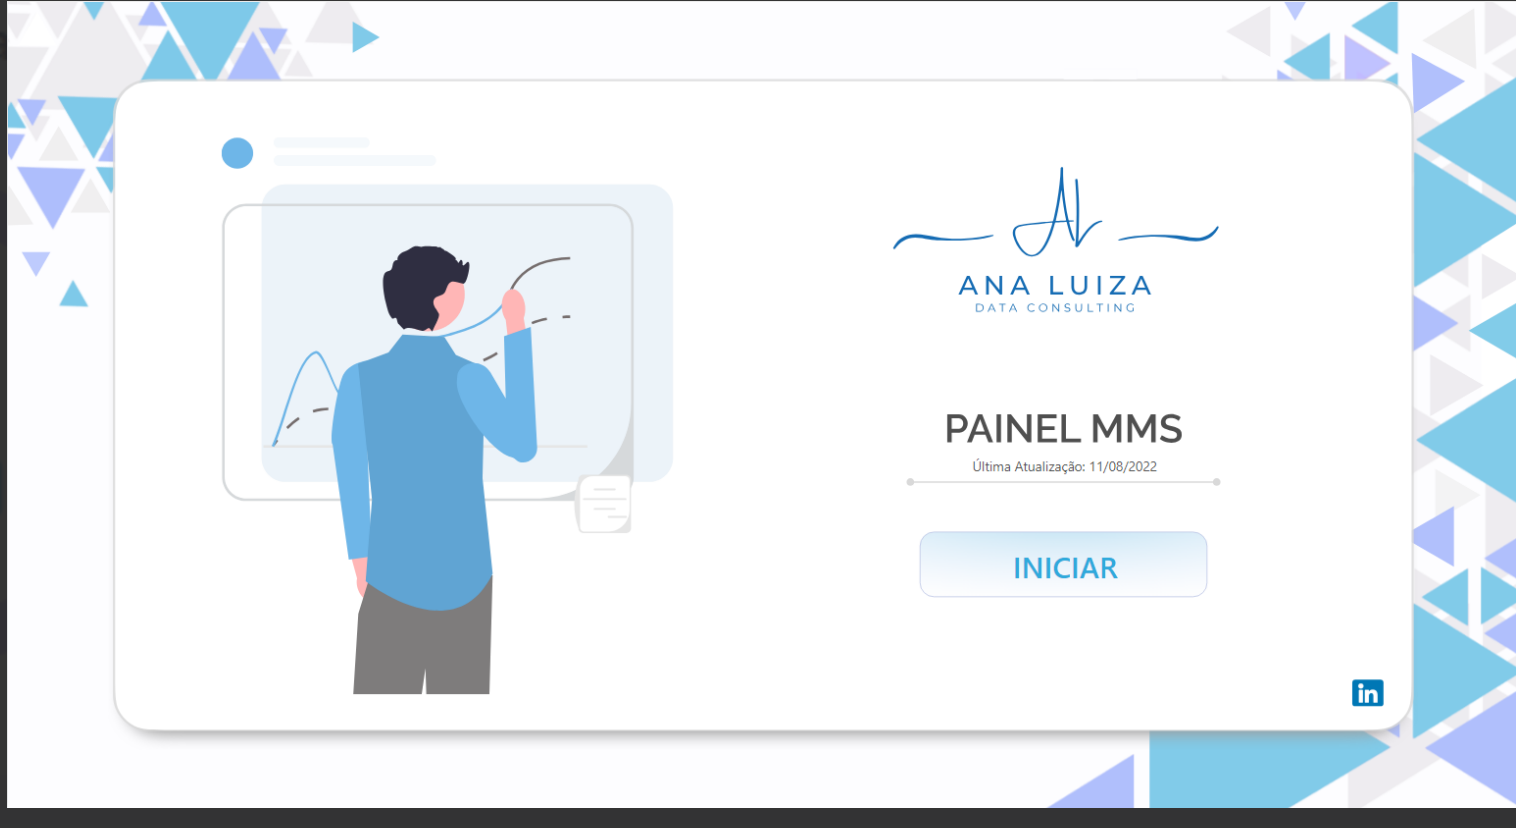 ANA LUIZA
DATA CONSULTING
PAINEL MMS
Última Atualização: 11/08/2022
INICIAR
in